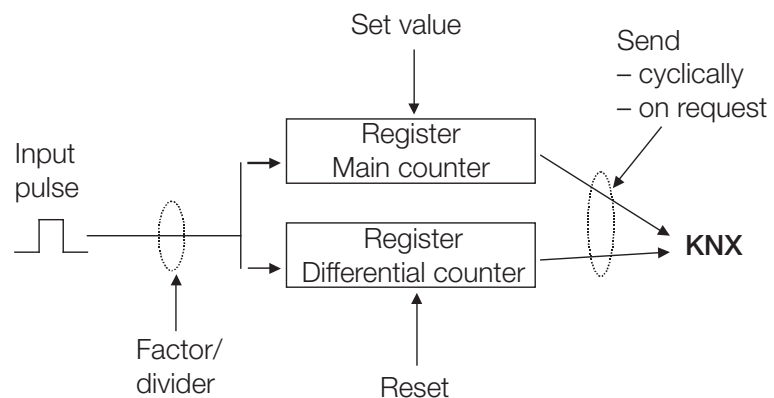 Set value
Send
– cyclically
– on request
Input
pulse
Register
Main counter
Register
Differential counter
KNX
Factor/
divider
Reset